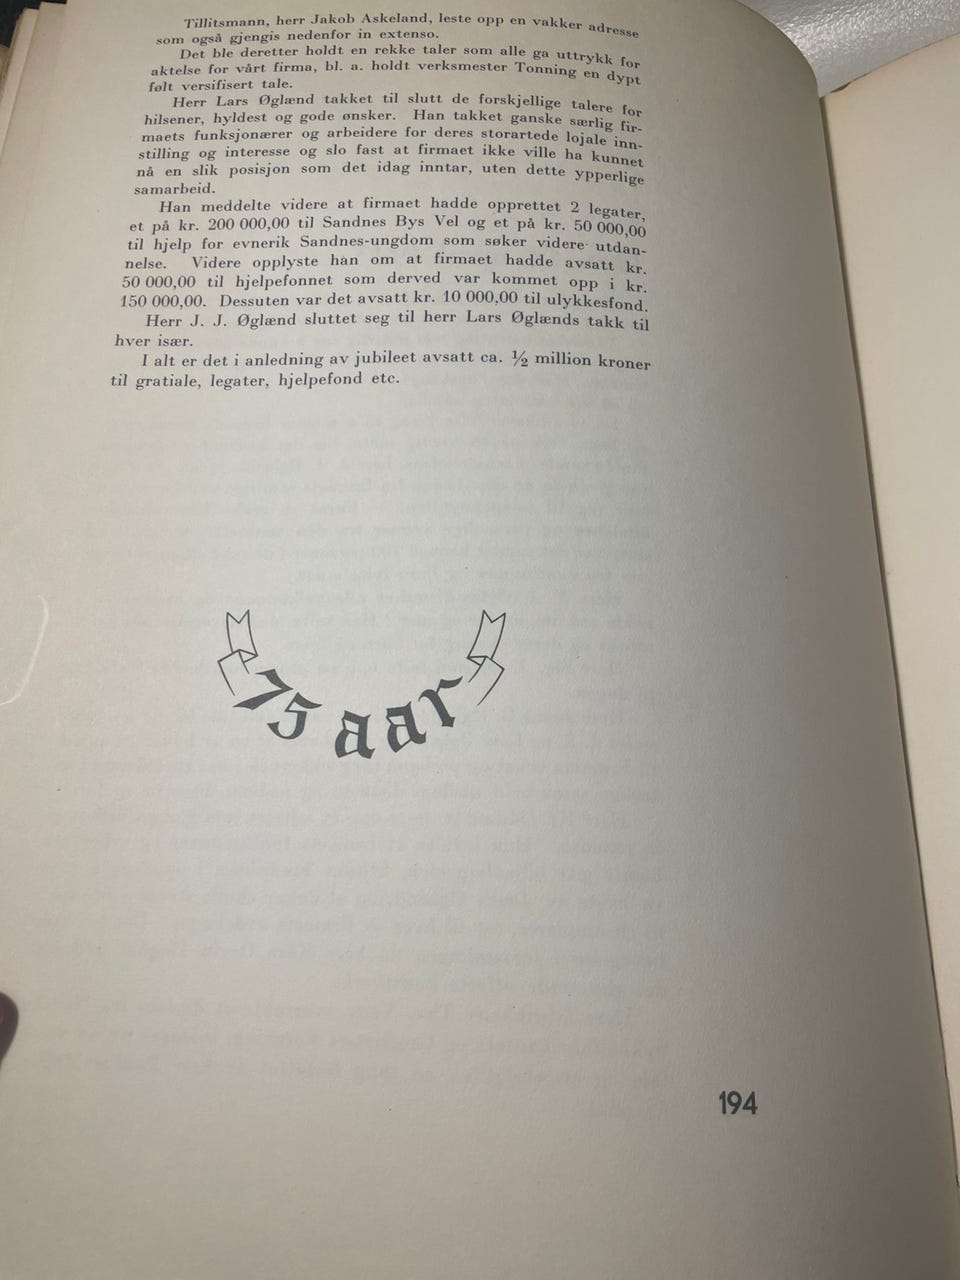 Tillitsmann, herr Jakob Askeland, leste opp en vakker adresse
som også gjengis nedenfor in extenso.
Det ble deretter holdt en rekke taler som alle ga uttrykk for
aktelse for vårt firma, bl. a. holdt verksmester Tonning en dypt
følt versifisert tale.
Herr Lars Øglænd takket til slutt de forskjellige talere for
hilsener, hyldest og gode ønsker. Han takket ganske særlig fir-
maets funksjonærer og arbeidere for deres storartede lojale inn-
stilling og interesse og slo fast at firmaet ikke ville ha kunnet
nå en slik posisjon som det idag inntar, uten dette ypperlige
samarbeid.
Han meddelte videre at firmaet hadde opprettet 2 legater,
et på kr. 200 000,00 til Sandnes Bys Vel og et på kr. 50 000,00
til hjelp for evnerik Sandnes-ungdom som søker videre utdan-
nelse. Videre opplyste han om at firmaet hadde avsatt kr.
50 000,00 til hjelpefonnet som derved var kommet opp i kr.
150 000,00. Dessuten var det avsatt kr. 10 000,00 til ulykkesfond.
Herr J. J. Øglænd sluttet seg til herr Lars Øglænds takk til
hver især.
I alt er det i anledning av jubileet avsatt ca. ½ million kroner
til gratiale, legater, hjelpefond etc.
75 aar
194